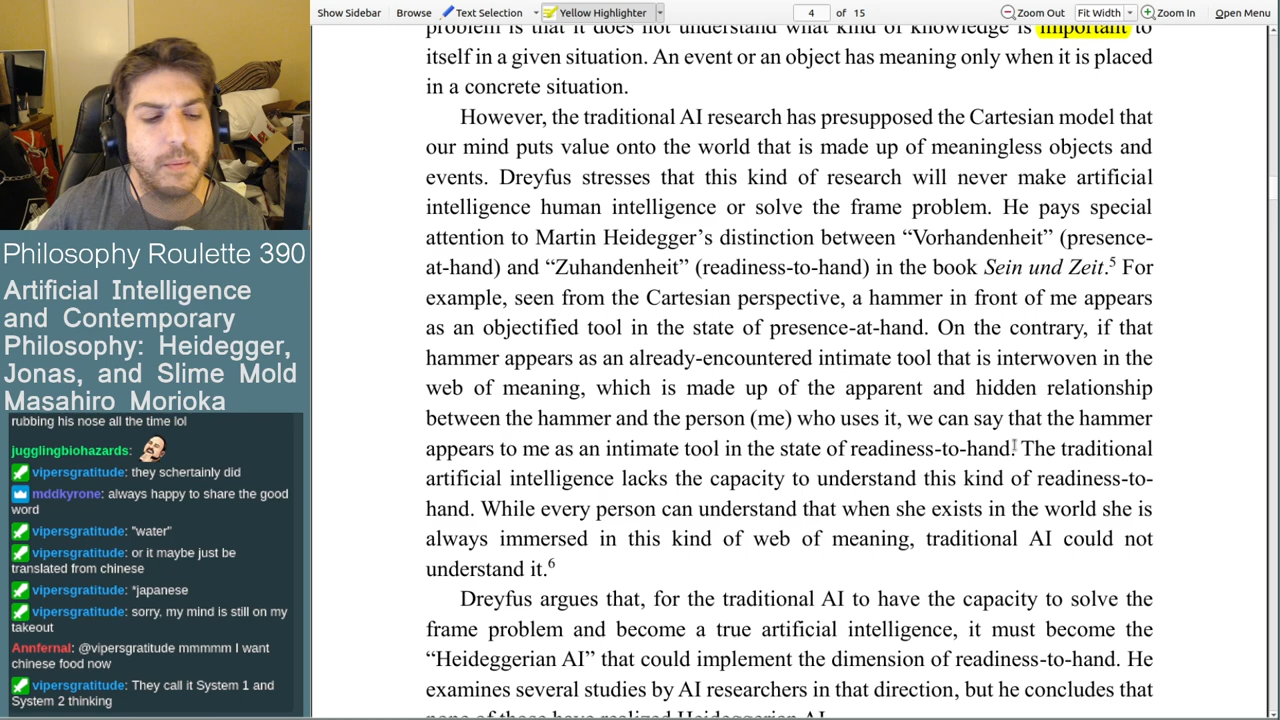 Show Sidebar Browse Text Selection Yellow Highlighter 4 of 15 Zoom Out Fit Width Zoom In Open Menu
problem is that it does not understand what kind of knowledge is important to
itself in a given situation. An event or an object has meaning only when it is placed
in a concrete situation.
However, the traditional AI research has presupposed the Cartesian model that
our mind puts value onto the world that is made up of meaningless objects and
events. Dreyfus stresses that this kind of research will never make artificial
intelligence human intelligence or solve the frame problem. He pays special
attention to Martin Heidegger's distinction between “Vorhandenheit” (presence-
at-hand) and “Zuhandenheit” (readiness-to-hand) in the book Sein und Zeit.5 For
example, seen from the Cartesian perspective, a hammer in front of me appears
as an objectified tool in the state of presence-at-hand. On the contrary, if that
hammer appears as an already-encountered intimate tool that is interwoven in the
web of meaning, which is made up of the apparent and hidden relationship
between the hammer and the person (me) who uses it, we can say that the hammer
appears to me as an intimate tool in the state of readiness-to-hand. The traditional
artificial intelligence lacks the capacity to understand this kind of readiness-to-
hand. While every person can understand that when she exists in the world she is
always immersed in this kind of web of meaning, traditional AI could not
understand it.6
Dreyfus argues that, for the traditional AI to have the capacity to solve the
frame problem and become a true artificial intelligence, it must become the
“Heideggerian AI” that could implement the dimension of readiness-to-hand. He
examines several studies by AI researchers in that direction, but he concludes that
none of these have realized Heideggerian AI.
Philosophy Roulette 390
Artificial Intelligence
and Contemporary
Philosophy: Heidegger,
Jonas, and Slime Mold
Masahiro Morioka
rubbing his nose all the time lol
jugglingbiohazards:
vipersgratitude: they schertainly did
mddkyrone: always happy to share the good
word
vipersgratitude: "water"
vipersgratitude: or it maybe just be
translated from chinese
vipersgratitude: *japanese
vipersgratitude: sorry, my mind is still on my
takeout
Annfernal: @vipersgratitude mmmmm I want
chinese food now
vipersgratitude: They call it System 1 and
System 2 thinking